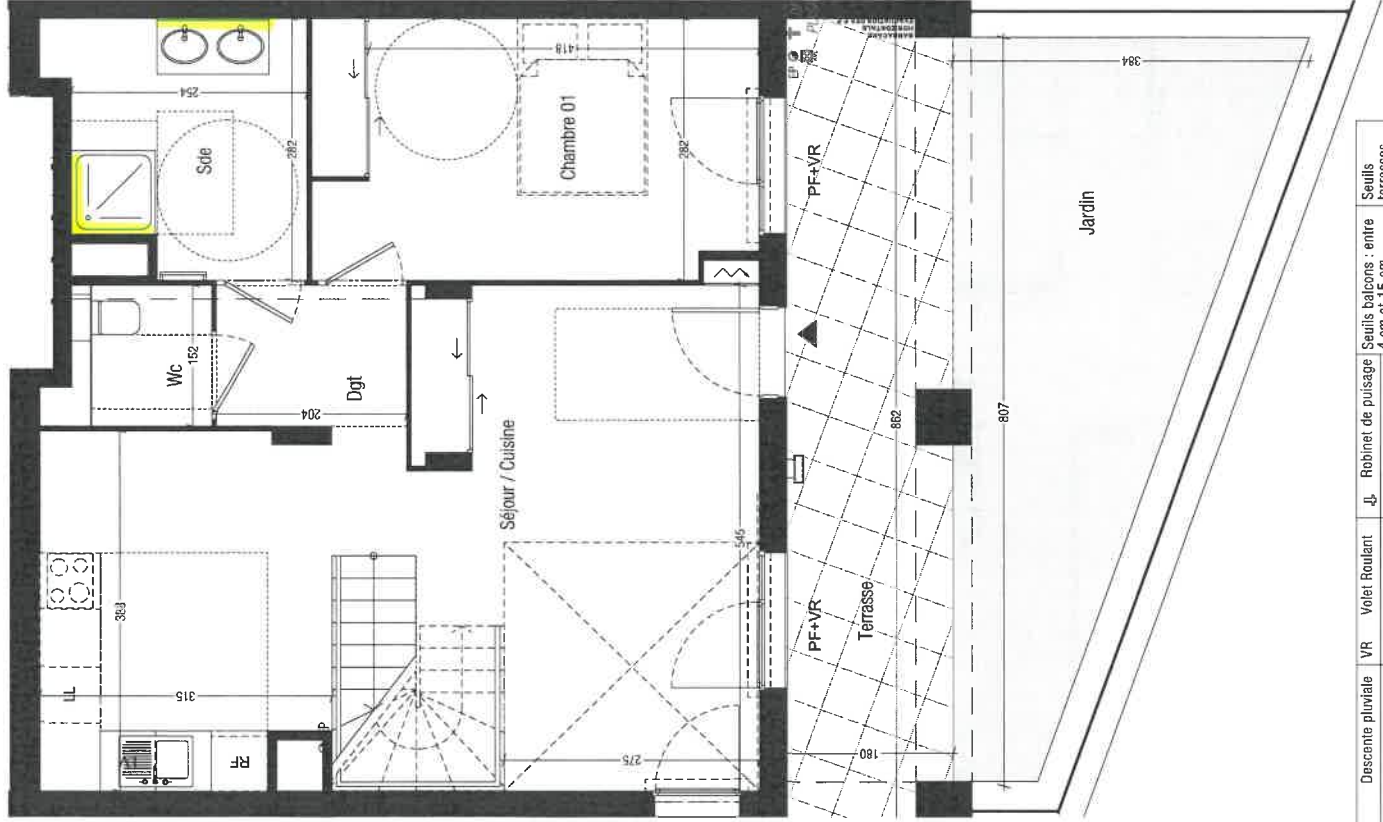 254
Sde
282
418
Chambre 01
282
PF+VR
384
Jardin
Wc
152
204
Dgt
Séjour / Cuisine
862
807
388
LL
315
RF
545
275
PF+VR
Terrasse
180
Descente pluviale
VR
Volet Roulant
Robinet de puisage
Seuils balcons : entre
4 cm et 15 cm
Seuils
terrasses